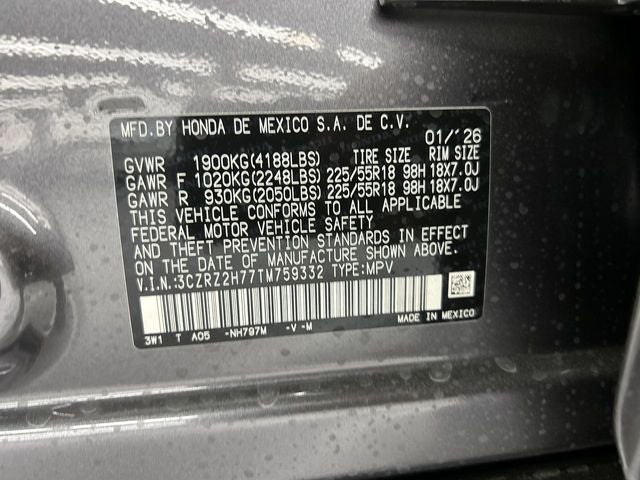 MFD.BY HONDA DE MEXICO S.A. DE C.V. 01/'26
GVWR 1900KG(4188LBS) TIRE SIZE RIM SIZE
GAWR F 1020KG(2248LBS) 225/55R18 98H 18X7.0J
GAWR R 930KG(2050LBS) 225/55R18 98H 18X7.0J
THIS VEHICLE CONFORMS TO ALL APPLICABLE
FEDERAL MOTOR VEHICLE SAFETY
AND THEFT PREVENTION STANDARDS IN EFFECT
ON THE DATE OF MANUFACTURE SHOWN ABOVE.
V.I.N.:3CZRZ2H77TM759332 TYPE:MPV
3W1 T A05 -NH797M -V -M MADE IN MEXICO